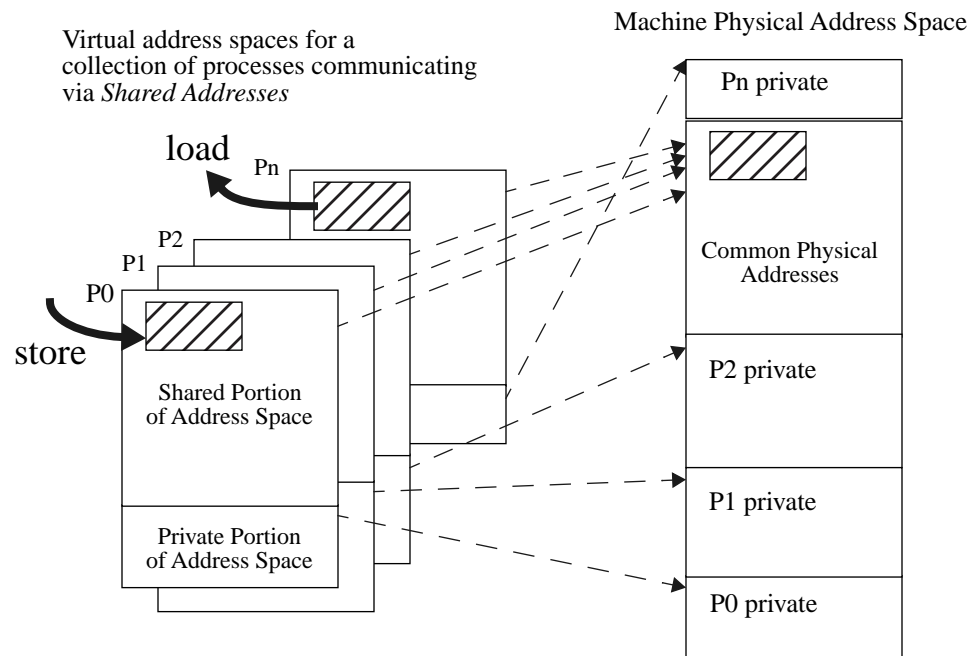 Machine Physical Address Space
Virtual address spaces for a
collection of processes communicating
via Shared Addresses
load
Pn
P2
P1
P0
store
Shared Portion
of Address Space
Private Portion
of Address Space
Pn private
Common Physical
Addresses
P2 private
P1 private
P0 private